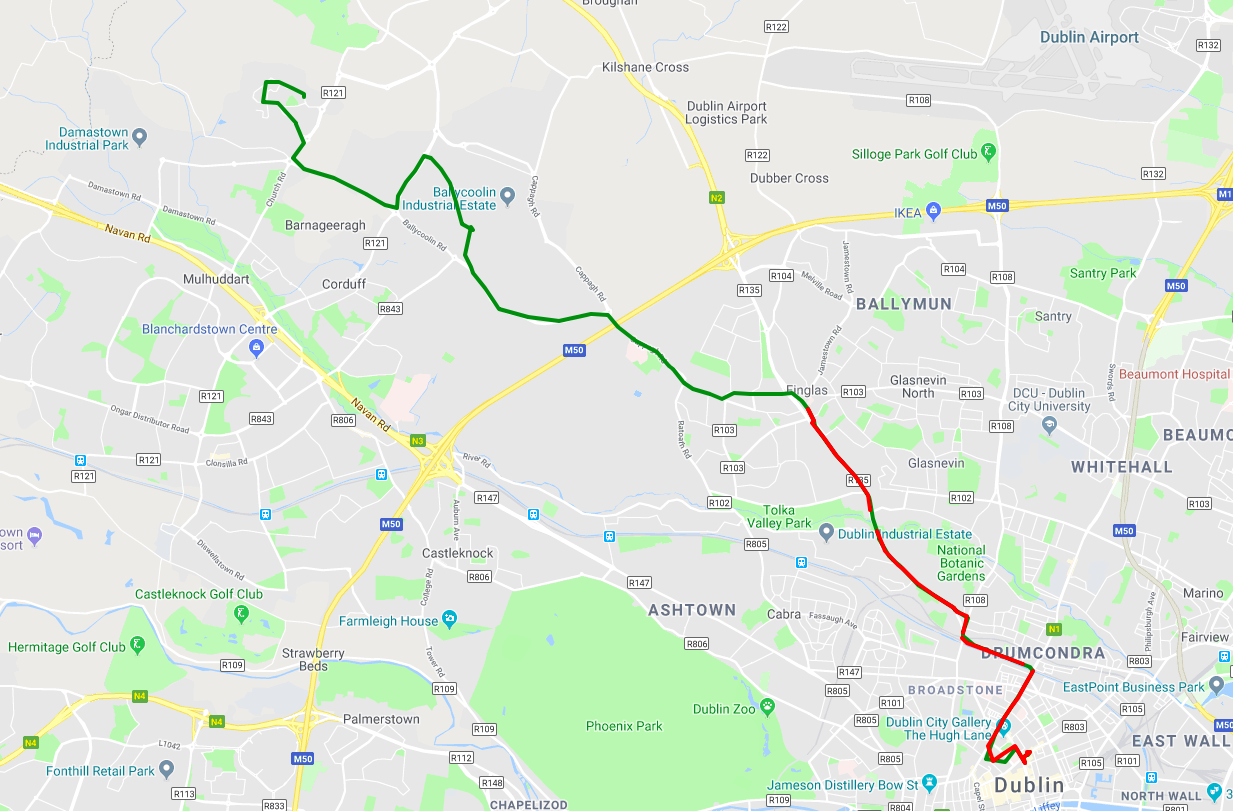 Broughan
R122
Dublin Airport
R132
Kilshane Cross
R121
R108
Dublin Airport
Logistics Park
Damastown
Industrial Park
R122
Silloge Park Golf Club
Dubber Cross
R132
Damastown Rd
Church Rd
Ballycoolin
Industrial Estate
Cappagh Rd
N2
M50
M1
IKEA
Damastown Rd
Barnageeragh
Navan Rd
R121
Ballycoolin Rd
Jamestown Rd
Mulhuddart
Corduff
Cappagh Rd
R104
Melville Road
R104
R108
Santry Park
M50
R135
BALLYMUN
R843
Santry
Blanchardstown Centre
M50
Jamestown Rd
Beaumont Hospital
Swords Rd
Finglas
R103
Glasnevin
North
R103
DCU - Dublin
City University
R121
Navan Rd
Ongar Distributor Road
R843
R806
N3
R103
Ratoath Rd
R108
BEAUMO
R121
Clonsilla Rd
River Rd
R103
Glasnevin
WHITEHALL
R121
R135
R147
R102
R102
R103
Auburn Ave
Tolka
Valley Park
M50
M50
Dublin Industrial Estate
own
sort
Diswellstown Rd
Castleknock
R805
National
Botanic
Gardens
R806
College Rd
R147
Castleknock Golf Club
ASHTOWN
Cabra
Fassaugh Ave
R108
Marino
Philipsburgh Ave
Farmleigh House
N1
Fairview
Hermitage Golf Club
R806
Strawberry
Beds
R109
Tower Rd
DRUMCONDRA
R803
R147
R109
R805
BROADSTONE
EastPoint Business Park
N4
R101
R105
Dublin Zoo
N4
Palmerstown
R805
Dublin City Gallery
The Hugh Lane
R803
M50
Phoenix Park
R109
N4
L1042
EAST WALL
M50
R112
R805
R105
R101
Fonthill Retail Park
R148
Jameson Distillery Bow St
Dublin
Capel St
R113
R109
NORTH WALL
3
R833
CHAPELIZOD
R804
Liffey
R801